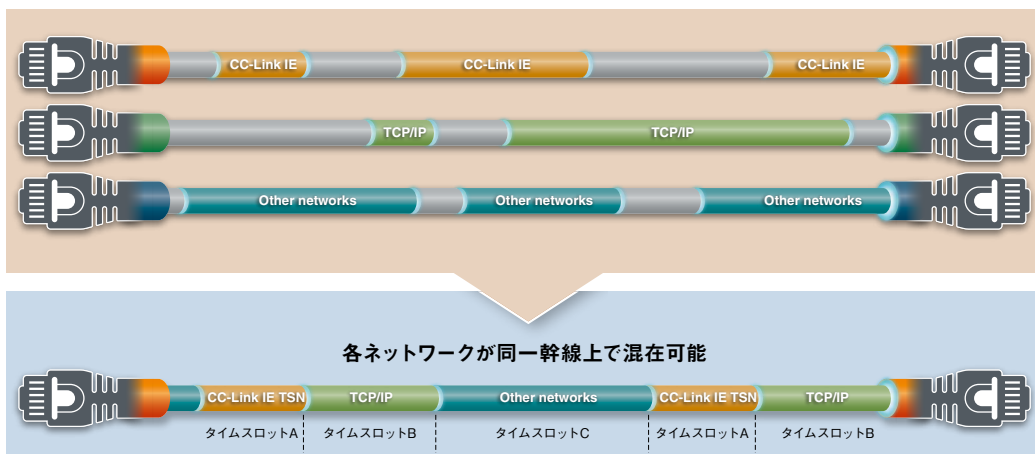 CC-Link IE CC-Link IE CC-Link IE
TCP/IP TCP/IP
Other networks Other networks Other networks
各ネットワークが同一幹線上で混在可能
CC-Link IE TSN TCP/IP Other networks CC-Link IE TSN TCP/IP
タイムスロットA タイムスロットB タイムスロットC タイムスロットA タイムスロットB